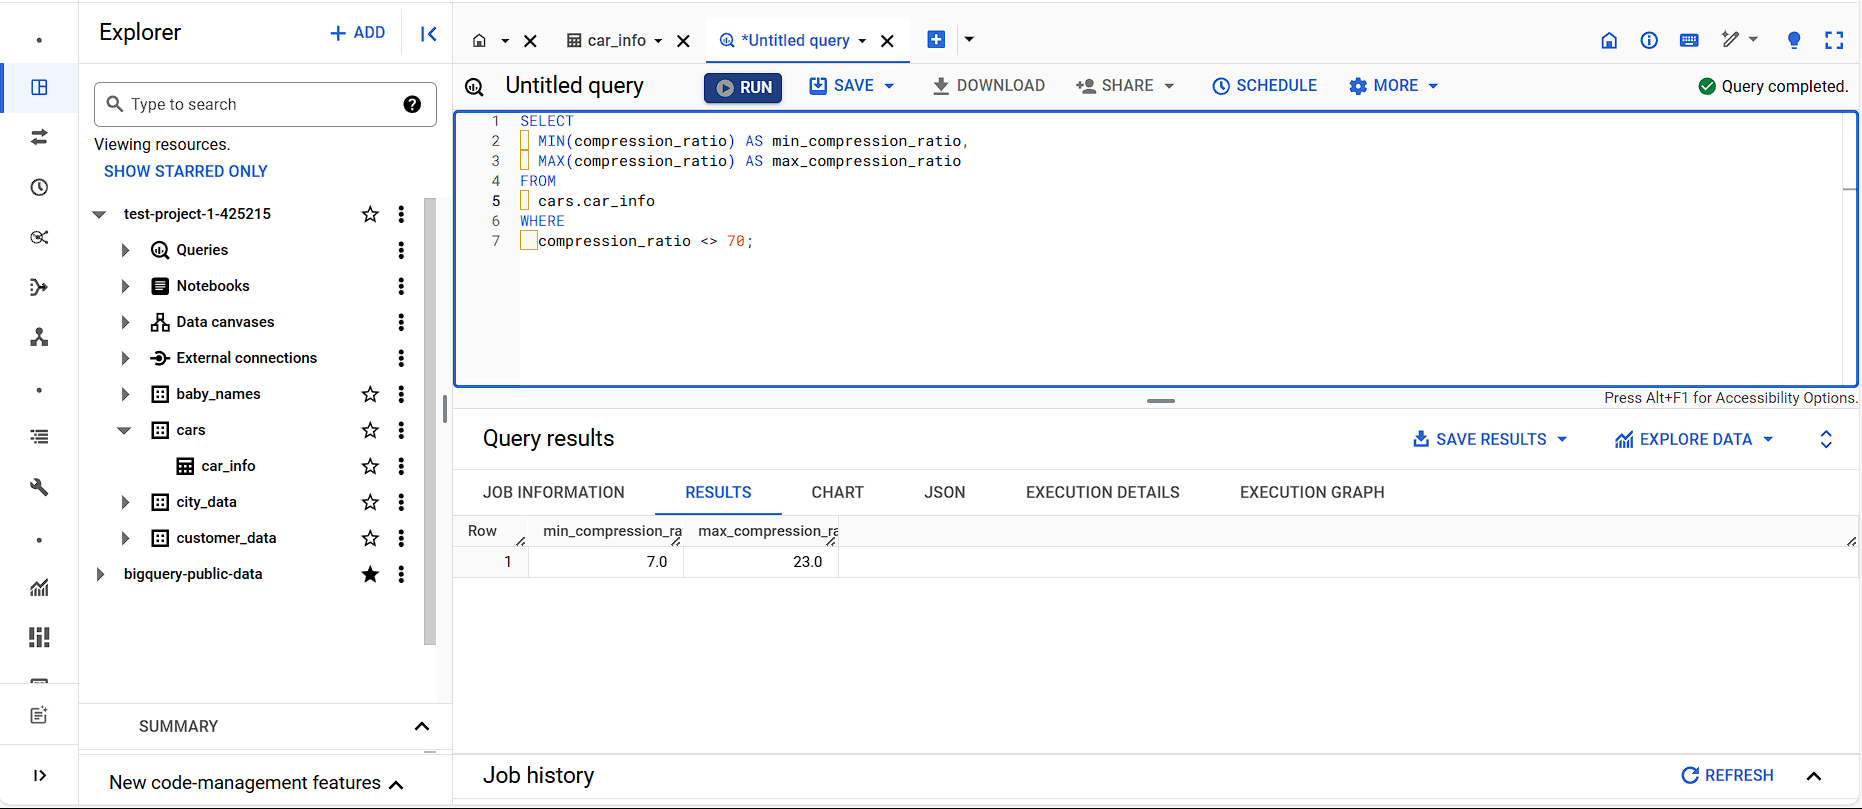 Explorer
+ ADD
Type to search
Viewing resources.
SHOW STARRED ONLY
test-project-1-425215
Queries
Notebooks
Data canvases
External connections
baby_names
cars
car_info
city_data
customer_data
bigquery-public-data
SUMMARY
New code-management features
car_info
*Untitled query
Untitled query
RUN
SAVE
DOWNLOAD
SHARE
SCHEDULE
MORE
Query completed.
1 SELECT
2 MIN(compression_ratio) AS min_compression_ratio,
3 MAX(compression_ratio) AS max_compression_ratio
4 FROM
5 cars.car_info
6 WHERE
7 compression_ratio <> 70;
Press Alt+F1 for Accessibility Options.
Query results
SAVE RESULTS
EXPLORE DATA
JOB INFORMATION RESULTS CHART JSON EXECUTION DETAILS EXECUTION GRAPH
Row min_compression_ra max_compression_ra
1 7.0 23.0
Job history
REFRESH